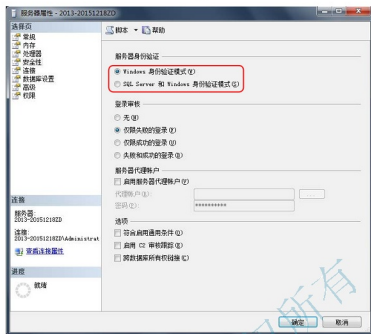 服务器属性 - 2013-20151218ZD
选择页
常规
内存
处理器
安全性
连接
数据库设置
高级
权限
脚本
帮助
服务器身份验证
Windows 身份验证模式(W)
SQL Server 和 Windows 身份验证模式(S)
登录审核
无(N)
仅限失败的登录(F)
仅限成功的登录(U)
失败和成功的登录(B)
服务器代理帐户
启用服务器代理帐户(V)
代理帐户(R):
密码(P):
**********
选项
符合启用通用条件(C)
启用 C2 审核跟踪(E)
跨数据库所有权链接(C)
连接
服务器:
2013-20151218ZD
连接:
2013-20151218ZD\Administrat
查看连接属性
进度
就绪
确定
取消